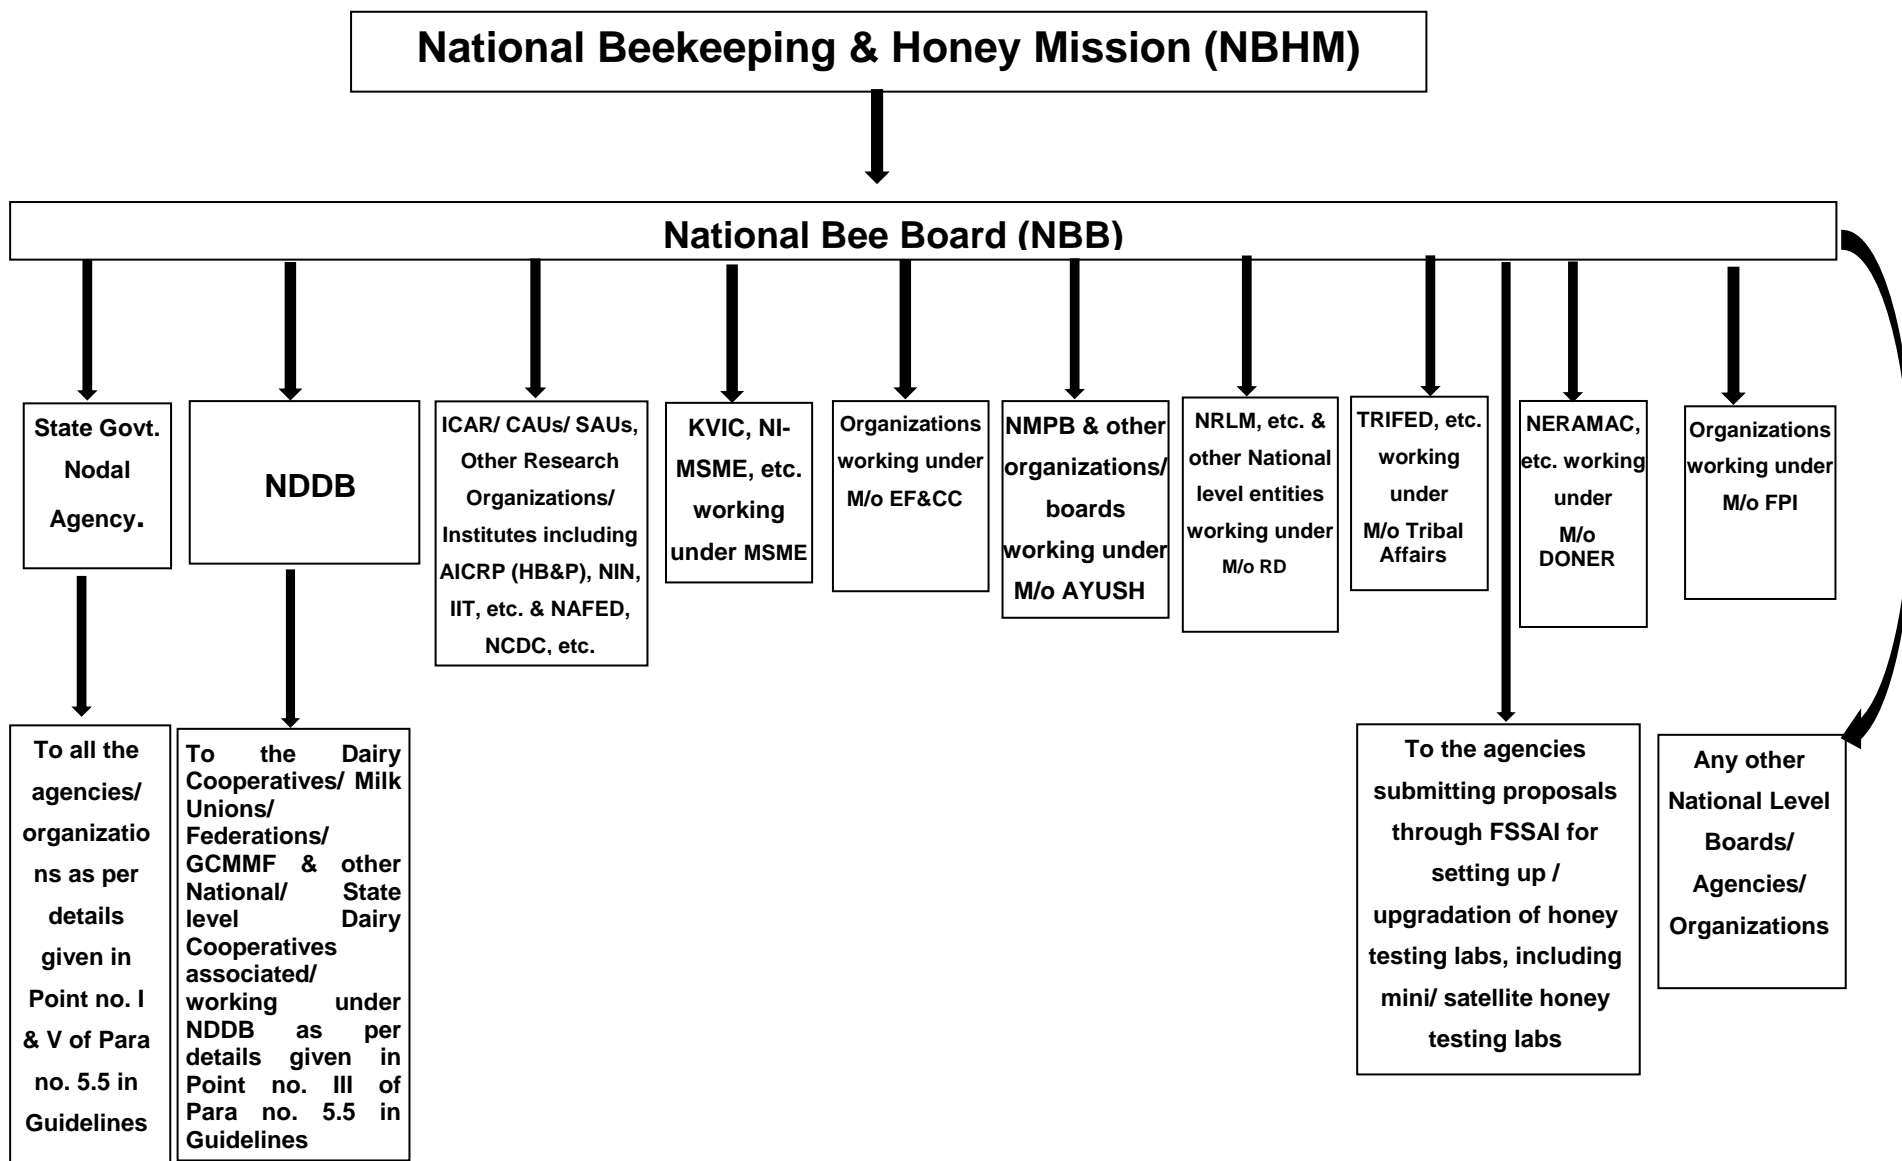 National Beekeeping & Honey Mission (NBHM)
National Bee Board (NBB)
State Govt.
Nodal
Agency.
NDDB
ICAR/ CAUs/ SAUs,
Other Research
Organizations/
Institutes including
AICRP (HB&P), NIN,
IIT, etc. & NAFED,
NCDC, etc.
KVIC, NI-
MSME, etc.
working
under MSME
Organizations
working under
M/o EF&CC
NMPB & other
organizations/
boards
working under
M/o AYUSH
NRLM, etc. &
other National
level entities
working under
M/o RD
TRIFED, etc.
working
under
M/o Tribal
Affairs
NERAMAC,
etc. working
under
M/o
DONER
Organizations
working under
M/o FPI
To all the
agencies/
organizatio
ns as per
details
given in
Point no. I
& V of Para
no. 5.5 in
Guidelines
To the Dairy
Cooperatives/ Milk
Unions/
Federations/
GCMMF & other
National/ State
level Dairy
Cooperatives
associated/
working under
NDDB as per
details given in
Point no. III of
Para no. 5.5 in
Guidelines
To the agencies
submitting proposals
through FSSAI for
setting up /
upgradation of honey
testing labs, including
mini/ satellite honey
testing labs
Any other
National Level
Boards/
Agencies/
Organizations